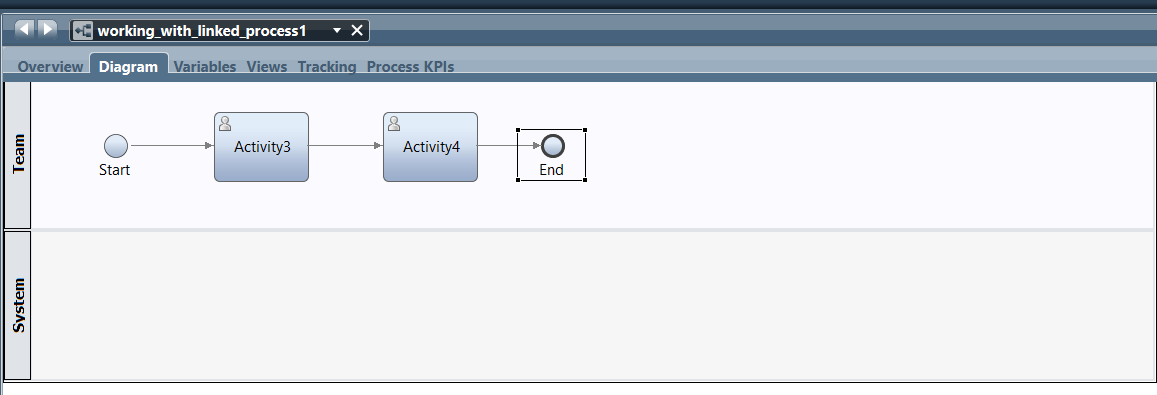 working_with_linked_process1
Overview Diagram Variables Views Tracking Process KPIs
Team
Start
Activity3
Activity4
End
System